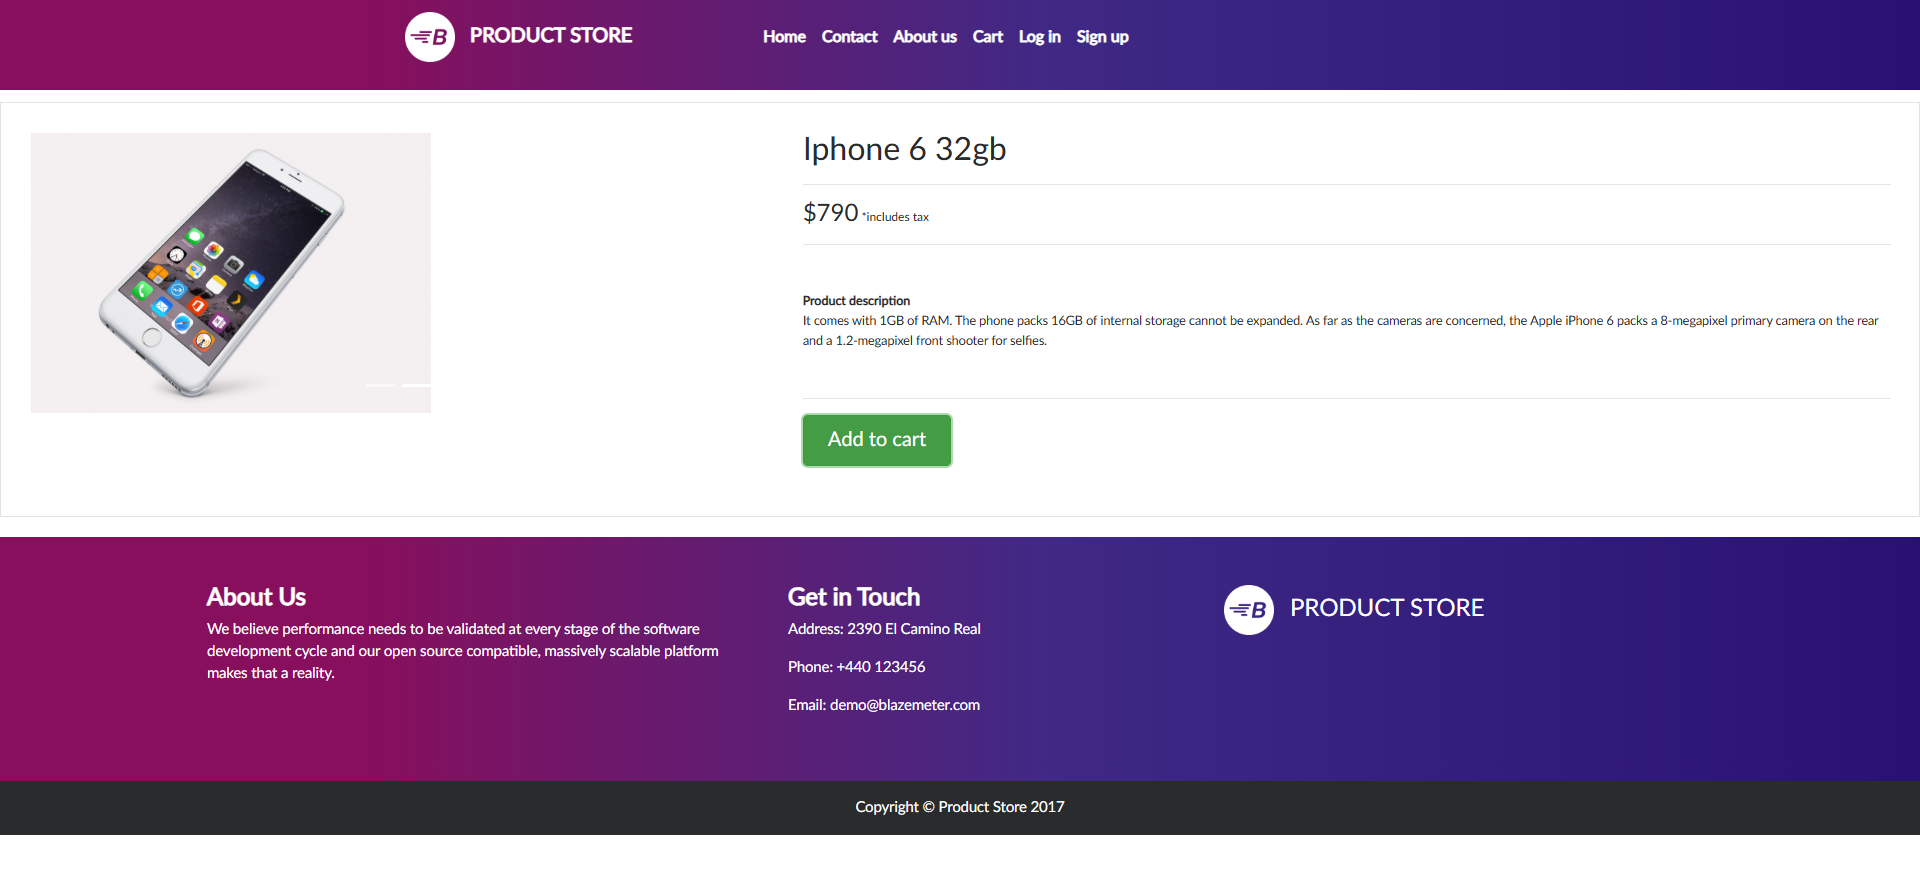 B PRODUCT STORE
Home Contact About us Cart Log in Sign up
Iphone 6 32gb
$790 *includes tax
Product description
It comes with 1GB of RAM. The phone packs 16GB of internal storage cannot be expanded. As far as the cameras are concerned, the Apple iPhone 6 packs a 8-megapixel primary camera on the rear
and a 1.2-megapixel front shooter for selfies.
Add to cart
About Us
We believe performance needs to be validated at every stage of the software
development cycle and our open source compatible, massively scalable platform
makes that a reality.
Get in Touch
Address: 2390 El Camino Real
Phone: +440 123456
Email: demo@blazemeter.com
B PRODUCT STORE
Copyright © Product Store 2017